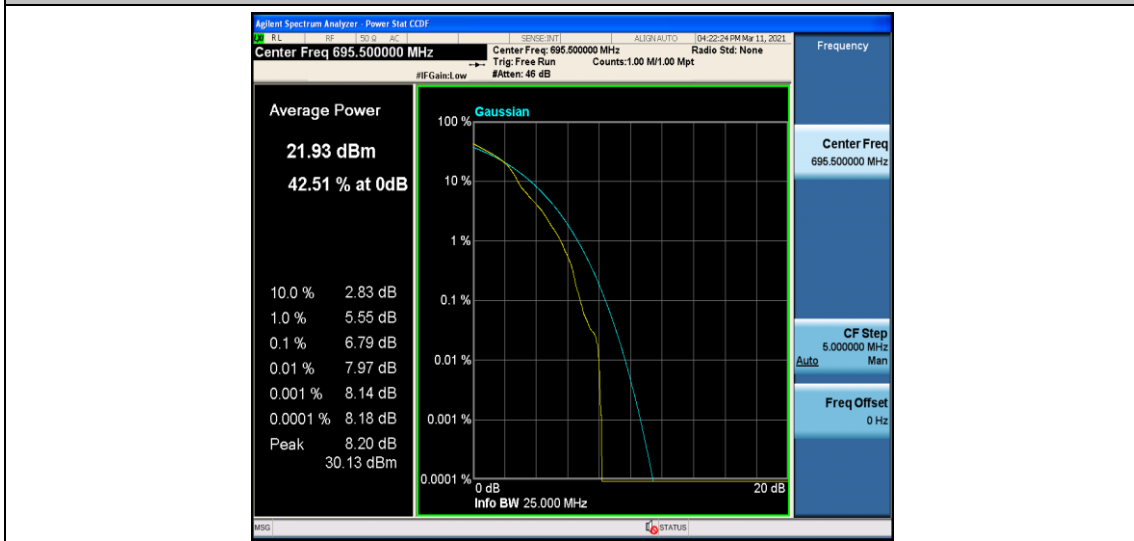 Agilent Spectrum Analyzer - Power Stat CCDF
RL RF 50 Ω AC SENSE:INT ALIGN AUTO 04:22:24 PM Mar 11, 2021
Center Freq 695.500000 MHz
Center Freq: 695.500000 MHz Radio Std: None
Trig: Free Run Counts:1.00 M/1.00 Mpt
#IFGain:Low #Atten: 46 dB
Frequency
Average Power
21.93 dBm
42.51 % at 0dB
10.0 % 2.83 dB
1.0 % 5.55 dB
0.1 % 6.79 dB
0.01 % 7.97 dB
0.001 % 8.14 dB
0.0001 % 8.18 dB
Peak 8.20 dB
30.13 dBm
Gaussian
100 %
10 %
1 %
0.1 %
0.01 %
0.001 %
0.0001 %
0 dB 20 dB
Info BW 25.000 MHz
Center Freq
695.500000 MHz
CF Step
5.000000 MHz
Auto Man
Freq Offset
0 Hz
MSG STATUS